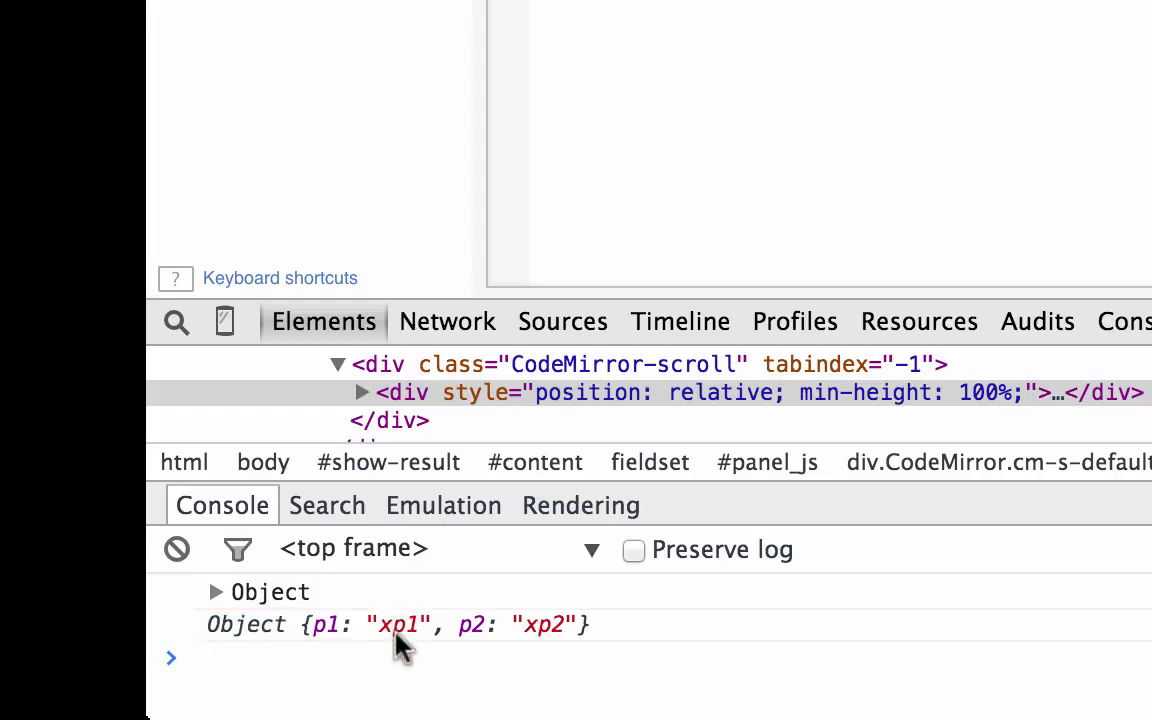 ? Keyboard shortcuts
Elements Network Sources Timeline Profiles Resources Audits Cons
▼<div class="CodeMirror-scroll" tabindex="-1">
▶<div style="position: relative; min-height: 100%;">…</div>
</div>
html body #show-result #content fieldset #panel_js div.CodeMirror.cm-s-default
Console Search Emulation Rendering
<top frame> ▼ Preserve log
▶ Object
Object {p1: "xp1", p2: "xp2"}
>